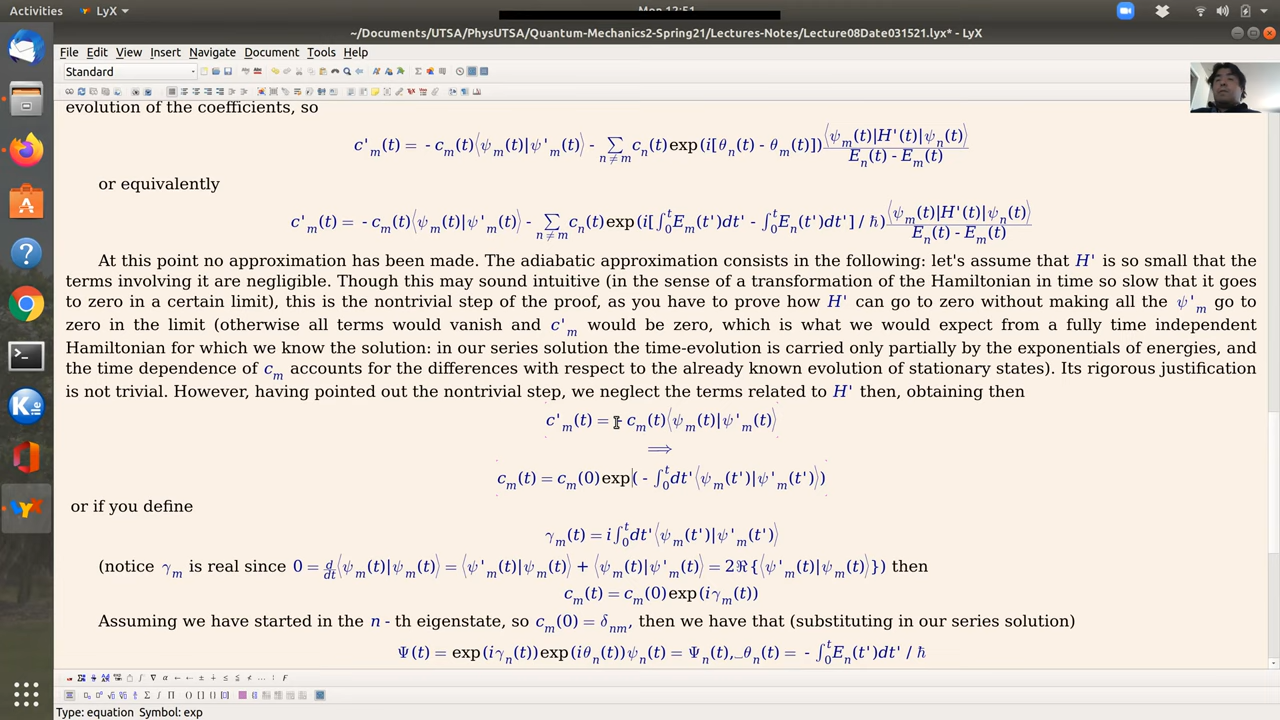 Activities
LyX
Mon 12:51
~/Documents/UTSA/PhysUTSA/Quantum-Mechanics2-Spring21/Lectures-Notes/Lecture08Date031521.lyx* - LyX
File Edit View Insert Navigate Document Tools Help
Standard
evolution of the coefficients, so
c'_m(t) = - c_m(t)⟨ψ_m(t)|ψ'_m(t)⟩ - ∑_{n≠m} c_n(t)exp(i[θ_n(t) - θ_m(t)]) ⟨ψ_m(t)|H'(t)|ψ_n(t)⟩ / E_n(t) - E_m(t)
or equivalently
c'_m(t) = - c_m(t)⟨ψ_m(t)|ψ'_m(t)⟩ - ∑_{n≠m} c_n(t)exp(i[∫_0^t E_m(t')dt' - ∫_0^t E_n(t')dt'] / ħ) ⟨ψ_m(t)|H'(t)|ψ_n(t)⟩ / E_n(t) - E_m(t)
At this point no approximation has been made. The adiabatic approximation consists in the following: let's assume that H' is so small that the
terms involving it are negligible. Though this may sound intuitive (in the sense of a transformation of the Hamiltonian in time so slow that it goes
to zero in a certain limit), this is the nontrivial step of the proof, as you have to prove how H' can go to zero without making all the ψ'_m go to
zero in the limit (otherwise all terms would vanish and c'_m would be zero, which is what we would expect from a fully time independent
Hamiltonian for which we know the solution: in our series solution the time-evolution is carried only partially by the exponentials of energies, and
the time dependence of c_m accounts for the differences with respect to the already known evolution of stationary states). Its rigorous justification
is not trivial. However, having pointed out the nontrivial step, we neglect the terms related to H' then, obtaining then
c'_m(t) = - c_m(t)⟨ψ_m(t)|ψ'_m(t)⟩
⟹
c_m(t) = c_m(0)exp( - ∫_0^t dt'⟨ψ_m(t')|ψ'_m(t')⟩)
or if you define
γ_m(t) = i∫_0^t dt'⟨ψ_m(t')|ψ'_m(t')⟩
(notice γ_m is real since 0 = d/dt⟨ψ_m(t)|ψ_m(t)⟩ = ⟨ψ'_m(t)|ψ_m(t)⟩ + ⟨ψ_m(t)|ψ'_m(t)⟩ = 2ℜ{⟨ψ'_m(t)|ψ_m(t)⟩}) then
c_m(t) = c_m(0)exp(iγ_m(t))
Assuming we have started in the n - th eigenstate, so c_m(0) = δ_nm, then we have that (substituting in our series solution)
Ψ(t) = exp(iγ_n(t))exp(iθ_n(t))ψ_n(t) = Ψ_n(t),_θ_n(t) = - ∫_0^t E_n(t')dt' / ħ
Type: equation Symbol: exp